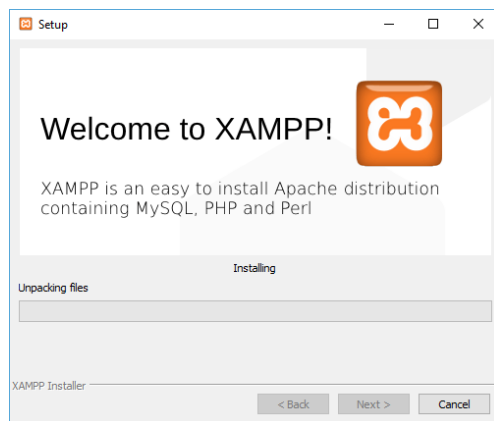 Setup
Welcome to XAMPP!
XAMPP is an easy to install Apache distribution
containing MySQL, PHP and Perl
Installing
Unpacking files
XAMPP Installer
< Back
Next >
Cancel